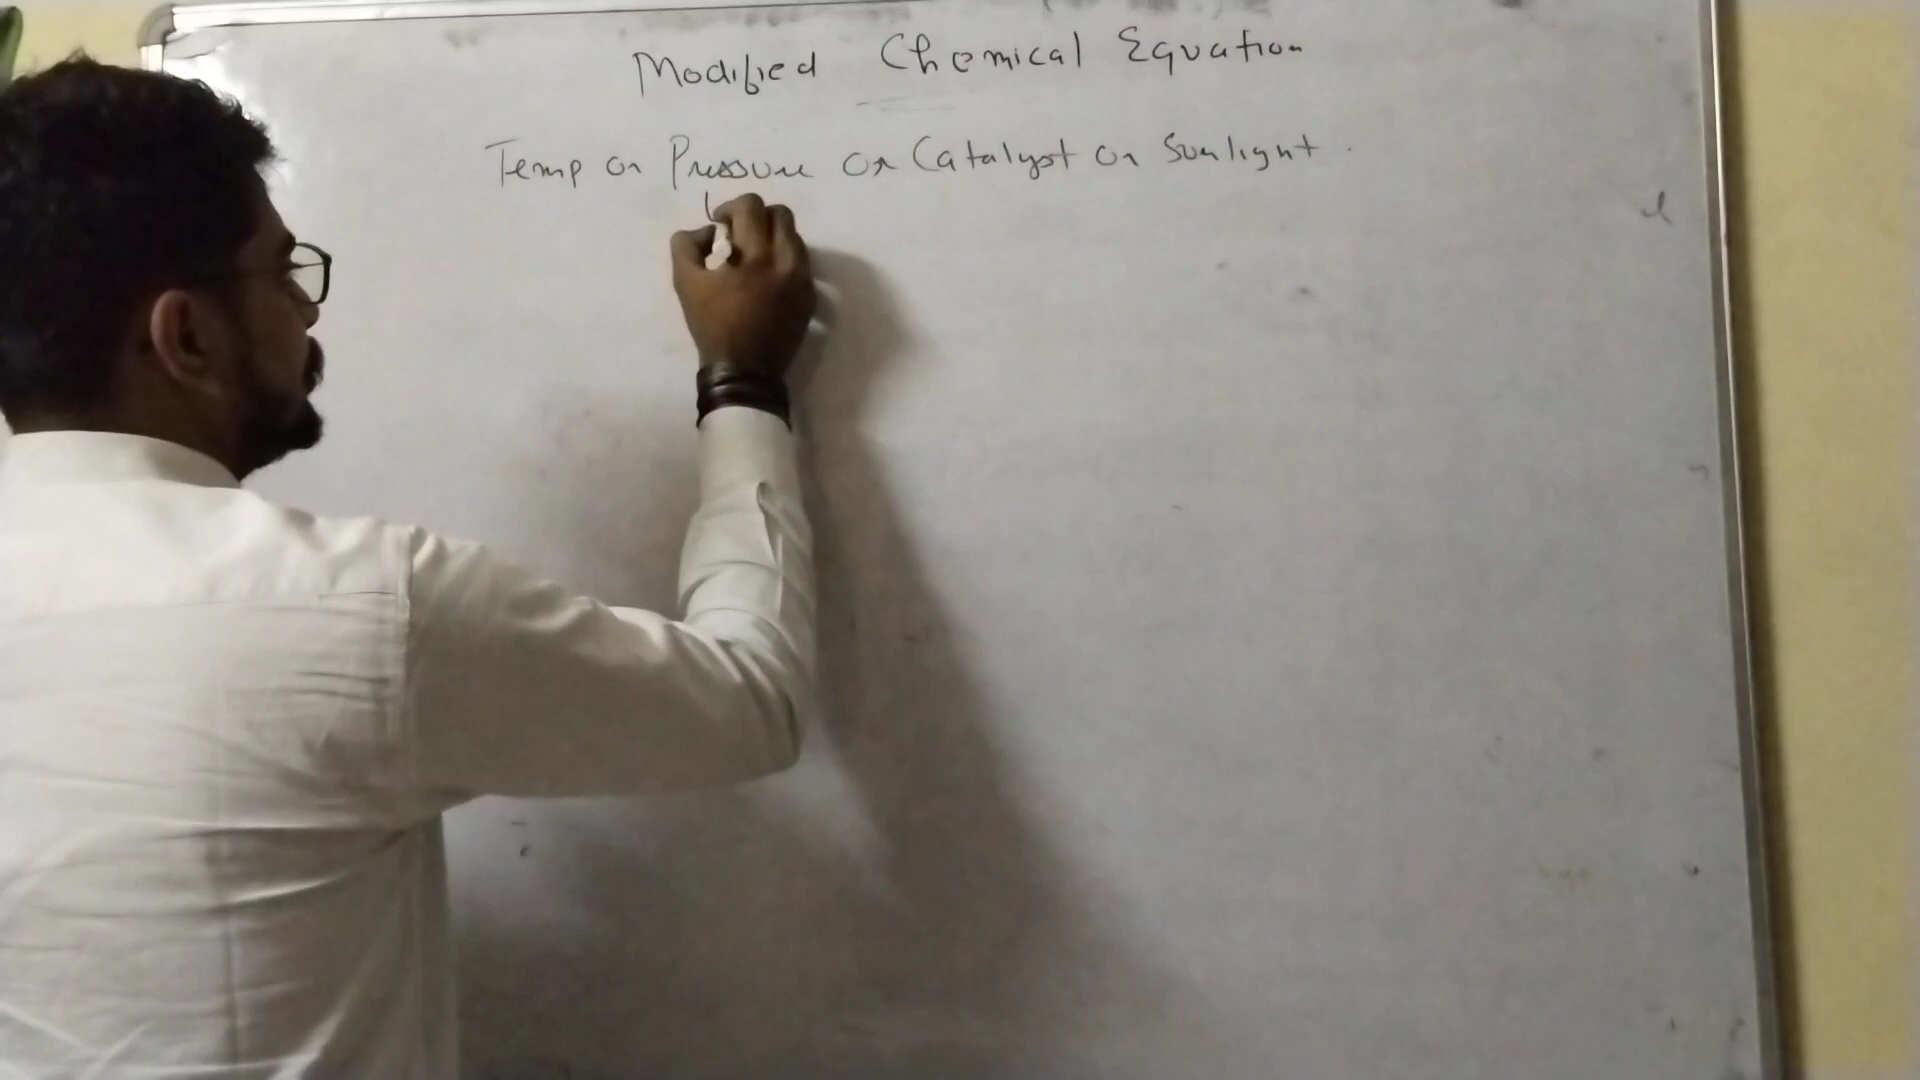 Modified Chemical Equation
Temp or Pressure or Catalyst or Sunlight.